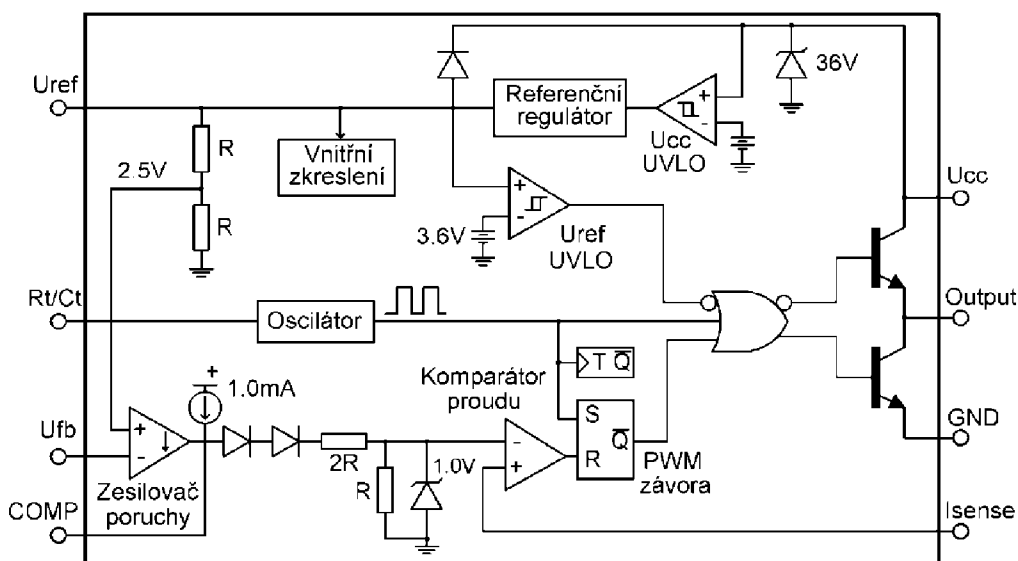 36V
Uref
Referenční
regulátor
+
-
Ucc
UVLO
R
Vnitřní
zkreslení
2.5V
Ucc
R
+
-
3.6V
Uref
UVLO
Rt/Ct
Oscilátor
Output
T Q
+
1.0mA
Komparátor
proudu
S
Q
R
Ufb
+
-
2R
-
+
1.0V
PWM
závora
GND
Zesilovač
poruchy
R
COMP
Isense